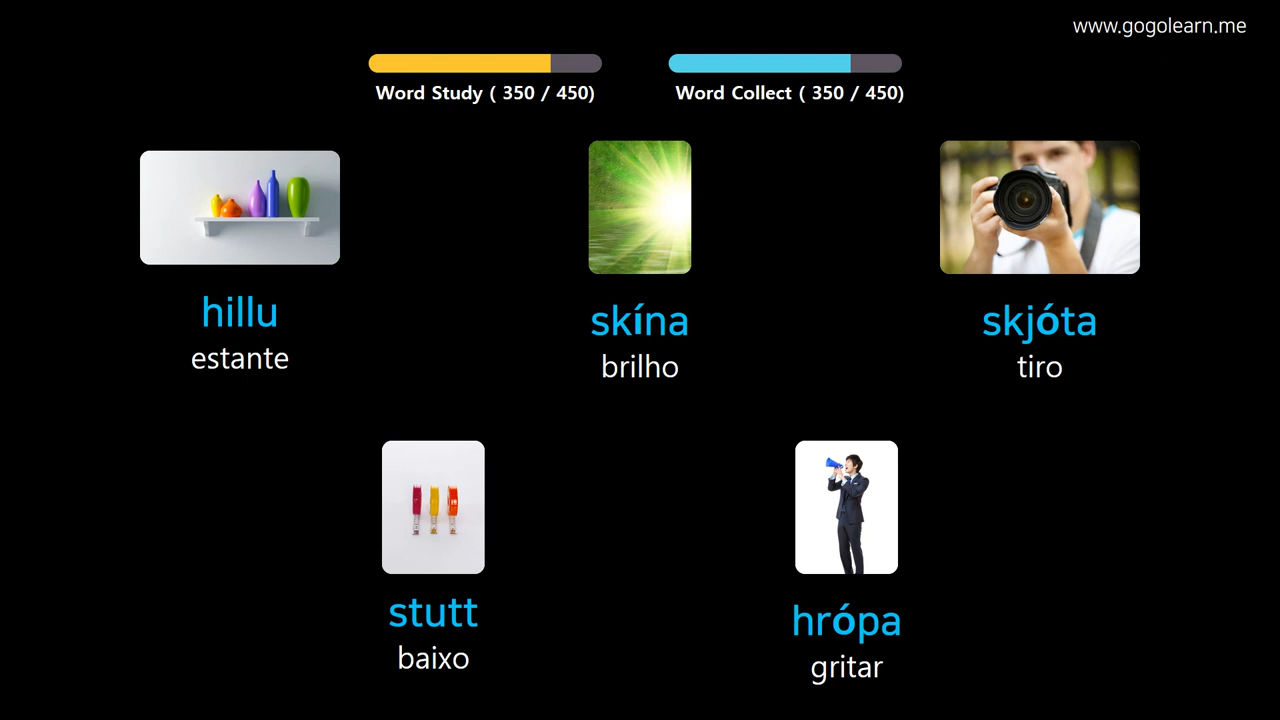 www.gogolearn.me
Word Study ( 350 / 450)
Word Collect ( 350 / 450)
hillu
estante
skína
brilho
skjóta
tiro
stutt
baixo
hrópa
gritar